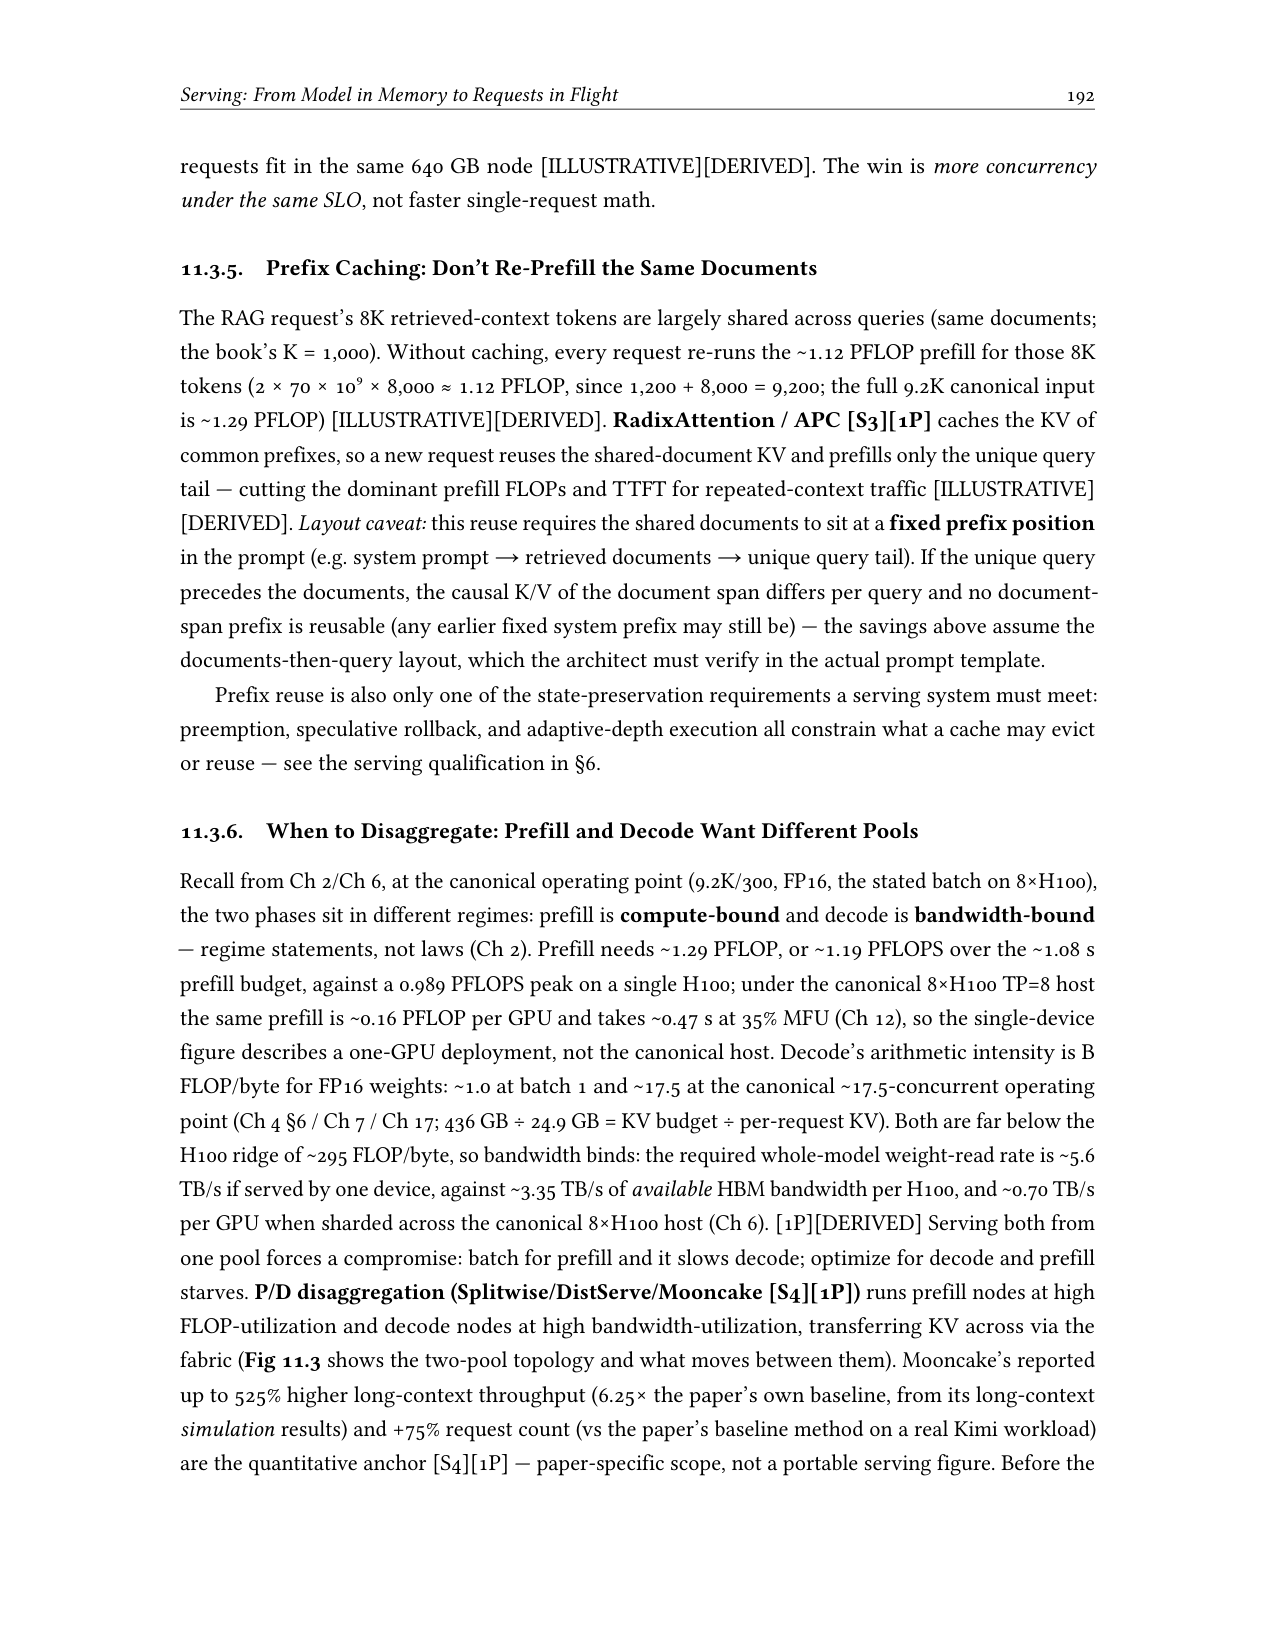 Serving: From Model in Memory to Requests in Flight 192
requests fit in the same 640 GB node [ILLUSTRATIVE][DERIVED]. The win is more concurrency
under the same SLO, not faster single-request math.
11.3.5. Prefix Caching: Don’t Re-Prefill the Same Documents
The RAG request’s 8K retrieved-context tokens are largely shared across queries (same documents;
the book’s K = 1,000). Without caching, every request re-runs the ~1.12 PFLOP prefill for those 8K
tokens (2 × 70 × 10⁹ × 8,000 ≈ 1.12 PFLOP, since 1,200 + 8,000 = 9,200; the full 9.2K canonical input
is ~1.29 PFLOP) [ILLUSTRATIVE][DERIVED]. RadixAttention / APC [S3][1P] caches the KV of
common prefixes, so a new request reuses the shared-document KV and prefills only the unique query
tail — cutting the dominant prefill FLOPs and TTFT for repeated-context traffic [ILLUSTRATIVE]
[DERIVED]. Layout caveat: this reuse requires the shared documents to sit at a fixed prefix position
in the prompt (e.g. system prompt → retrieved documents → unique query tail). If the unique query
precedes the documents, the causal K/V of the document span differs per query and no document-
span prefix is reusable (any earlier fixed system prefix may still be) — the savings above assume the
documents-then-query layout, which the architect must verify in the actual prompt template.
Prefix reuse is also only one of the state-preservation requirements a serving system must meet:
preemption, speculative rollback, and adaptive-depth execution all constrain what a cache may evict
or reuse — see the serving qualification in §6.
11.3.6. When to Disaggregate: Prefill and Decode Want Different Pools
Recall from Ch 2/Ch 6, at the canonical operating point (9.2K/300, FP16, the stated batch on 8×H100),
the two phases sit in different regimes: prefill is compute-bound and decode is bandwidth-bound
— regime statements, not laws (Ch 2). Prefill needs ~1.29 PFLOP, or ~1.19 PFLOPS over the ~1.08 s
prefill budget, against a 0.989 PFLOPS peak on a single H100; under the canonical 8×H100 TP=8 host
the same prefill is ~0.16 PFLOP per GPU and takes ~0.47 s at 35% MFU (Ch 12), so the single-device
figure describes a one-GPU deployment, not the canonical host. Decode’s arithmetic intensity is B
FLOP/byte for FP16 weights: ~1.0 at batch 1 and ~17.5 at the canonical ~17.5-concurrent operating
point (Ch 4 §6 / Ch 7 / Ch 17; 436 GB ÷ 24.9 GB = KV budget ÷ per-request KV). Both are far below the
H100 ridge of ~295 FLOP/byte, so bandwidth binds: the required whole-model weight-read rate is ~5.6
TB/s if served by one device, against ~3.35 TB/s of available HBM bandwidth per H100, and ~0.70 TB/s
per GPU when sharded across the canonical 8×H100 host (Ch 6). [1P][DERIVED] Serving both from
one pool forces a compromise: batch for prefill and it slows decode; optimize for decode and prefill
starves. P/D disaggregation (Splitwise/DistServe/Mooncake [S4][1P]) runs prefill nodes at high
FLOP-utilization and decode nodes at high bandwidth-utilization, transferring KV across via the
fabric (Fig 11.3 shows the two-pool topology and what moves between them). Mooncake’s reported
up to 525% higher long-context throughput (6.25× the paper’s own baseline, from its long-context
simulation results) and +75% request count (vs the paper’s baseline method on a real Kimi workload)
are the quantitative anchor [S4][1P] — paper-specific scope, not a portable serving figure. Before the